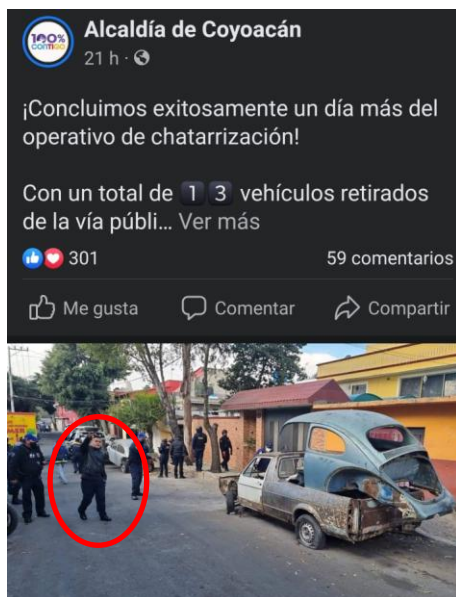 100%
CONTIGO
Alcaldía de Coyoacán
21 h ·
¡Concluimos exitosamente un día más del
operativo de chatarrización!
Con un total de 1 3 vehículos retirados
de la vía públi... Ver más
301
59 comentarios
Me gusta
Comentar
Compartir